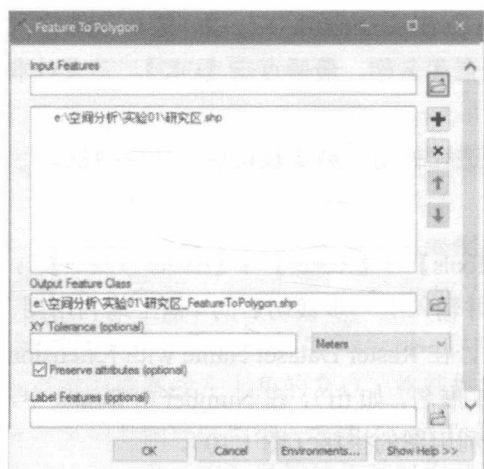 Feature To Polygon
Input Features
e:\空间分析\实验01\研究区.shp
Output Feature Class
e:\空间分析\实验01\研究区_FeatureToPolygon.shp
XY Tolerance (optional)
Meters
Preserve attributes (optional)
Label Features (optional)
OK Cancel Environments... Show Help >>